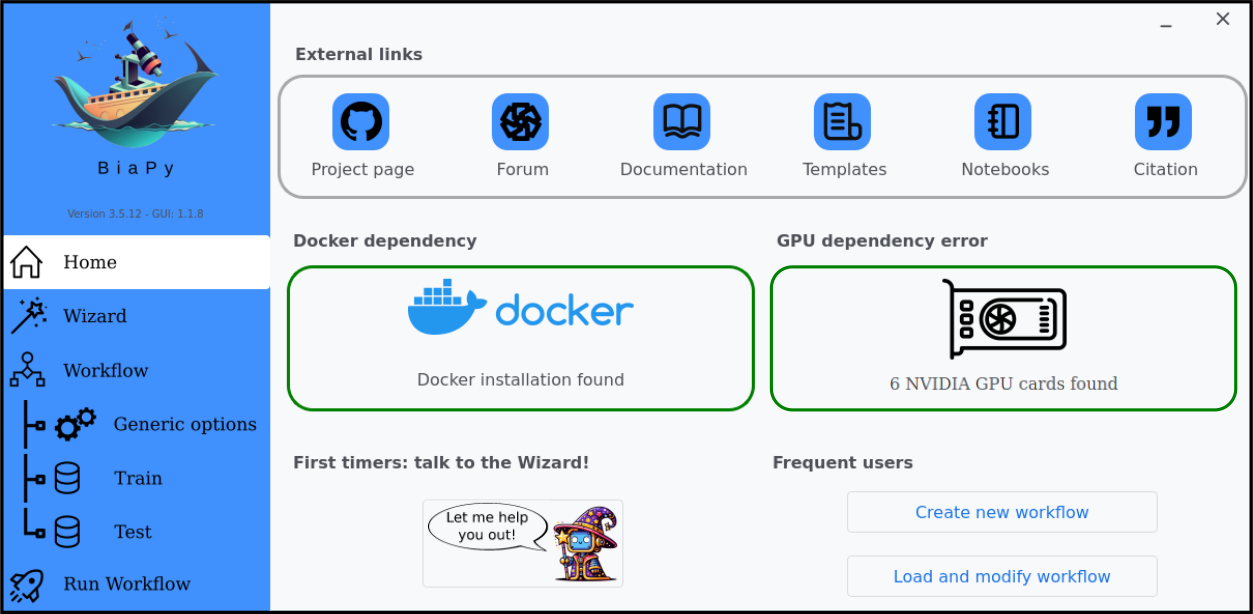 BiaPy
Version 3.5.12 - GUI: 1.1.8
Home
Wizard
Workflow
Generic options
Train
Test
Run Workflow
External links
Project page
Forum
Documentation
Templates
Notebooks
Citation
Docker dependency
docker
Docker installation found
GPU dependency error
6 NVIDIA GPU cards found
First timers: talk to the Wizard!
Let me help
you out!
Frequent users
Create new workflow
Load and modify workflow